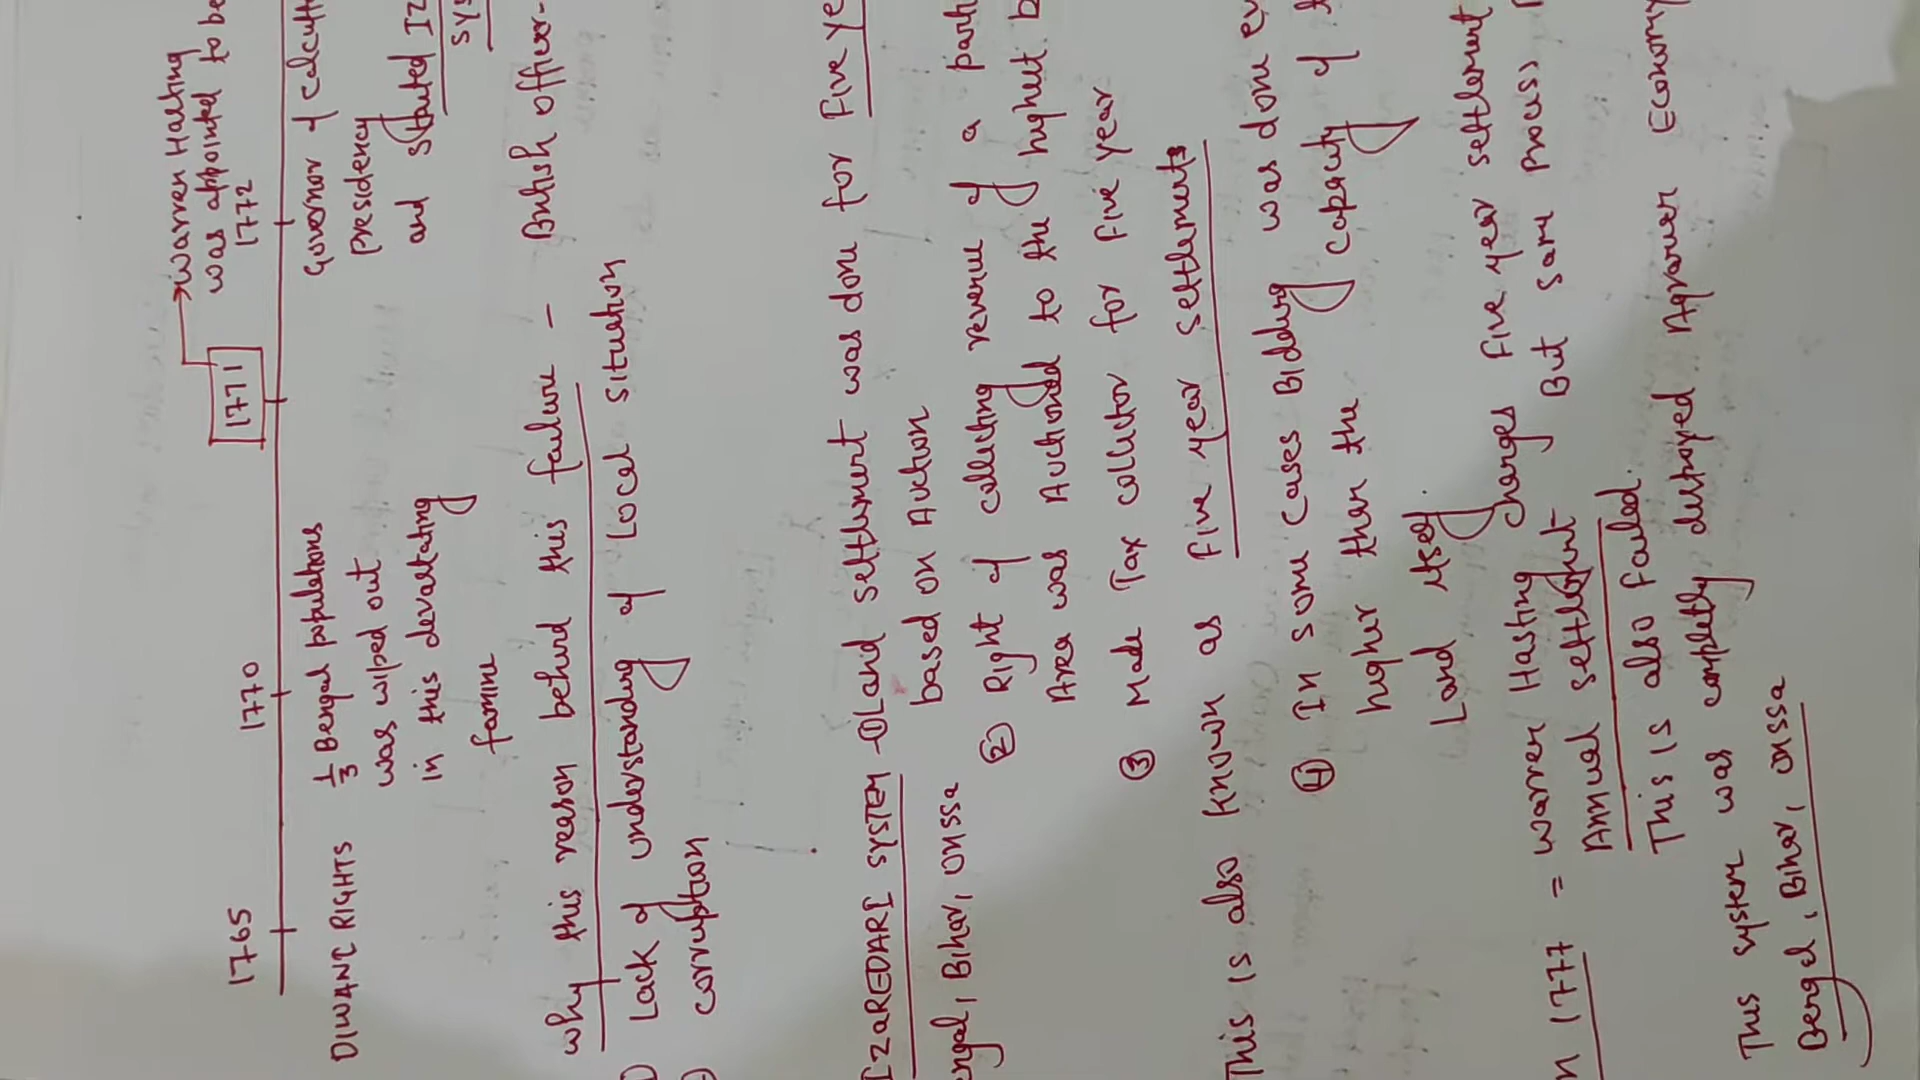 Warren Hasting
was appointed to be
1765 1770 1771 1772
DIWANI RIGHTS
1/3 Bengal populations
was wiped out
in this devastating
famine
Governor of calcutt
Presidency
and started IZ
SYS
why this reason behind this failure - British officer-
Lack of understanding of Local situation
corruption
IZAREDARI SYSTEM - ① Land settlement was done for Five ye
based on Auction
engal, Bihar, orissa
② Right of collecting revenue of a parti
Area was Auctioned to the highest b
③ Made Tax collector for five year
This is also known as five year settlements
④ In some cases Bidding was done ev
higher than the capacity of t
Land itself.
n 1777 = warren Hasting changes Five year settlement
Annual settlement But same Process
This is also failed.
This system was completly destroyed Agrarier Economy
Bengal, Bihar, orissa